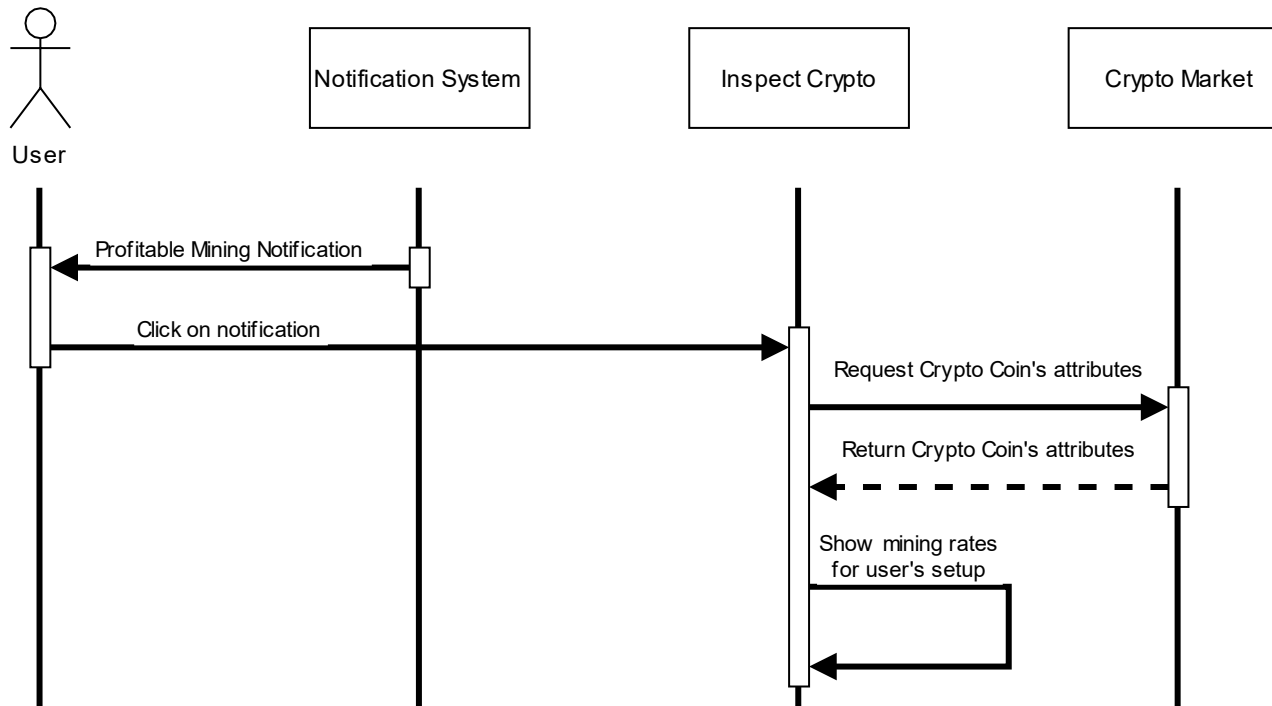 User
Notification System
Inspect Crypto
Crypto Market
Profitable Mining Notification
Click on notification
Request Crypto Coin's attributes
Return Crypto Coin's attributes
Show mining rates
for user's setup